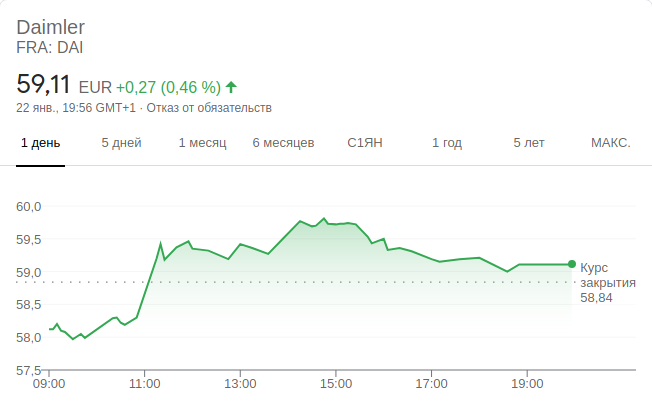 Daimler
FRA: DAI
59,11 EUR +0,27 (0,46 %)
22 янв., 19:56 GMT+1 · Отказ от обязательств
1 день 5 дней 1 месяц 6 месяцев С1ЯН 1 год 5 лет МАКС.
60,0
59,5
59,0
58,5
58,0
57,5
Курс
закрытия
58,84
09:00 11:00 13:00 15:00 17:00 19:00